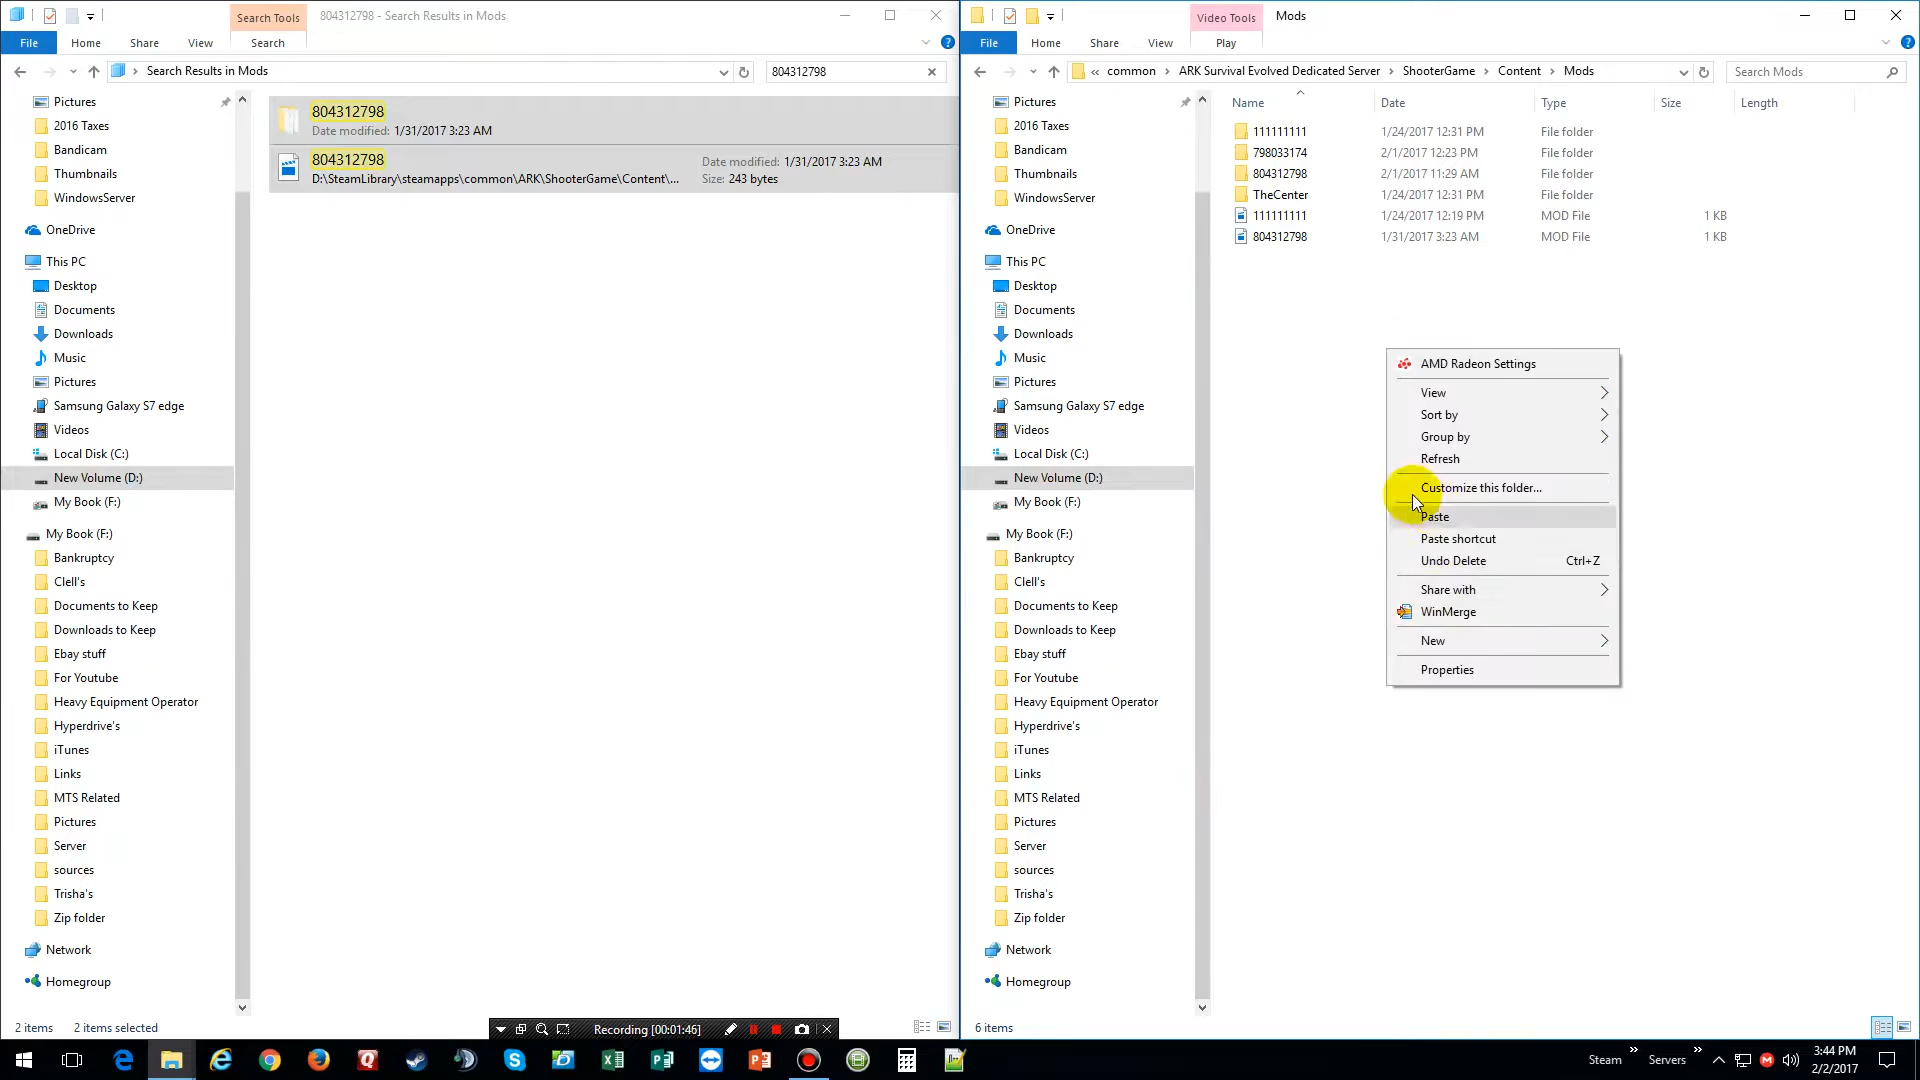 Search Tools
804312798 - Search Results in Mods
File
Home
Share
View
Search
Search Results in Mods
804312798
Pictures
2016 Taxes
Bandicam
Thumbnails
WindowsServer
OneDrive
This PC
Desktop
Documents
Downloads
Music
Pictures
Samsung Galaxy S7 edge
Videos
Local Disk (C:)
New Volume (D:)
My Book (F:)
My Book (F:)
Bankruptcy
Clell's
Documents to Keep
Downloads to Keep
Ebay stuff
For Youtube
Heavy Equipment Operator
Hyperdrive's
iTunes
Links
MTS Related
Pictures
Server
sources
Trisha's
Zip folder
Network
Homegroup
804312798
Date modified: 1/31/2017 3:23 AM
804312798
Date modified: 1/31/2017 3:23 AM
D:\SteamLibrary\steamapps\common\ARK\ShooterGame\Content\...
Size: 243 bytes
2 items
2 items selected
Video Tools
Mods
File
Home
Share
View
Play
« common > ARK Survival Evolved Dedicated Server > ShooterGame > Content > Mods
Search Mods
Pictures
2016 Taxes
Bandicam
Thumbnails
WindowsServer
OneDrive
This PC
Desktop
Documents
Downloads
Music
Pictures
Samsung Galaxy S7 edge
Videos
Local Disk (C:)
New Volume (D:)
My Book (F:)
My Book (F:)
Bankruptcy
Clell's
Documents to Keep
Downloads to Keep
Ebay stuff
For Youtube
Heavy Equipment Operator
Hyperdrive's
iTunes
Links
MTS Related
Pictures
Server
sources
Trisha's
Zip folder
Network
Homegroup
Name Date Type Size Length
111111111 1/24/2017 12:31 PM File folder
798033174 2/1/2017 12:23 PM File folder
804312798 2/1/2017 11:29 AM File folder
TheCenter 1/24/2017 12:31 PM File folder
111111111 1/24/2017 12:19 PM MOD File 1 KB
804312798 1/31/2017 3:23 AM MOD File 1 KB
AMD Radeon Settings
View
Sort by
Group by
Refresh
Customize this folder...
Paste
Paste shortcut
Undo Delete Ctrl+Z
Share with
WinMerge
New
Properties
6 items
Recording [00:01:46]
Steam
Servers
3:44 PM
2/2/2017